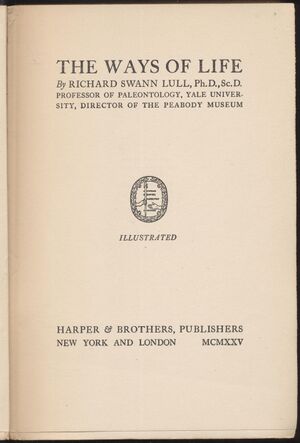 THE WAYS OF LIFE
By RICHARD SWANN LULL, Ph.D., Sc.D.
PROFESSOR OF PALEONTOLOGY, YALE UNIVER-
SITY, DIRECTOR OF THE PEABODY MUSEUM
ILLUSTRATED
HARPER & BROTHERS, PUBLISHERS
NEW YORK AND LONDON MCMXXV